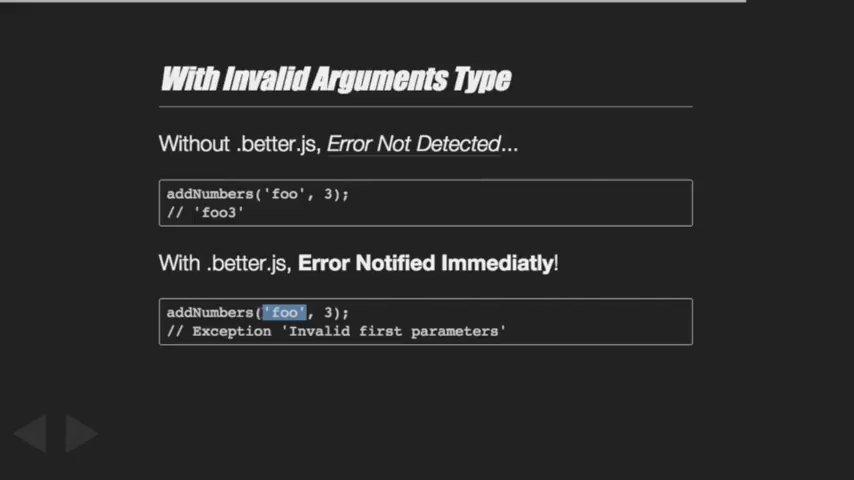 With Invalid Arguments Type
Without .better.js, Error Not Detected...
addNumbers('foo', 3);
// 'foo3'
With .better.js, Error Notified Immediatly!
addNumbers('foo', 3);
// Exception 'Invalid first parameters'